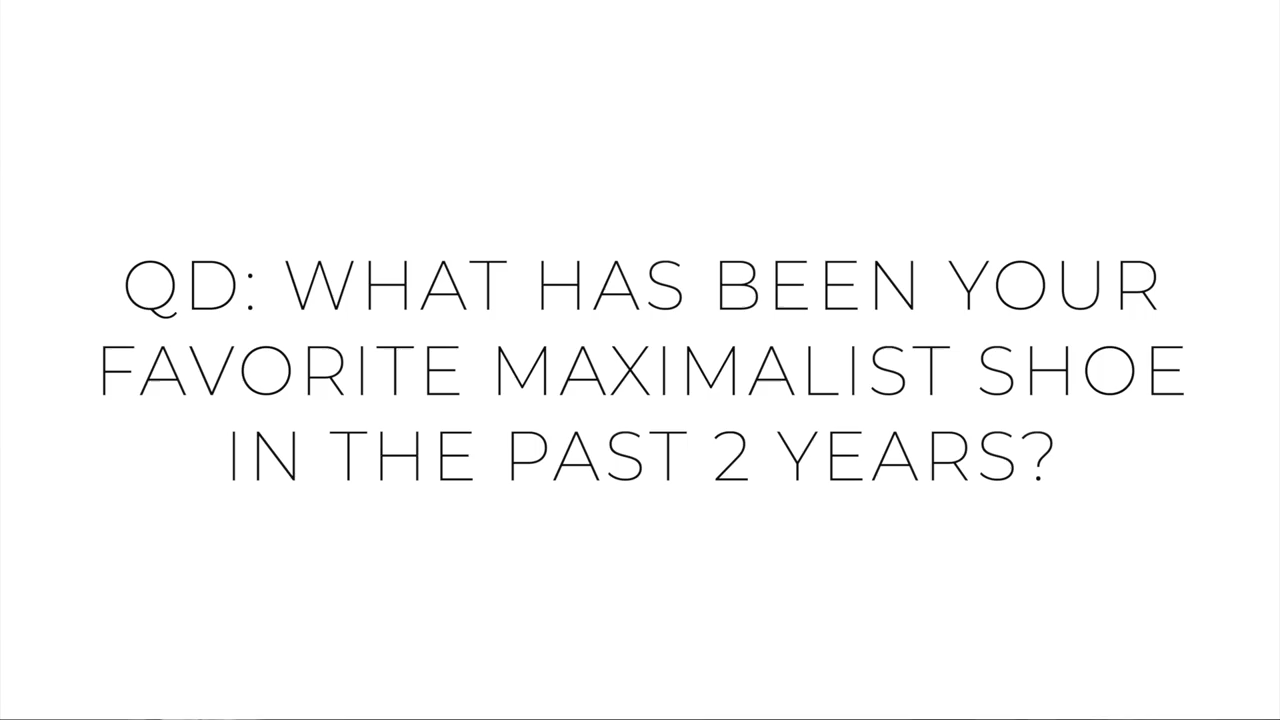 QD: WHAT HAS BEEN YOUR
FAVORITE MAXIMALIST SHOE
IN THE PAST 2 YEARS?